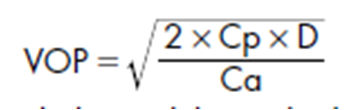 VOP = √(2 × Cp × D / Ca)